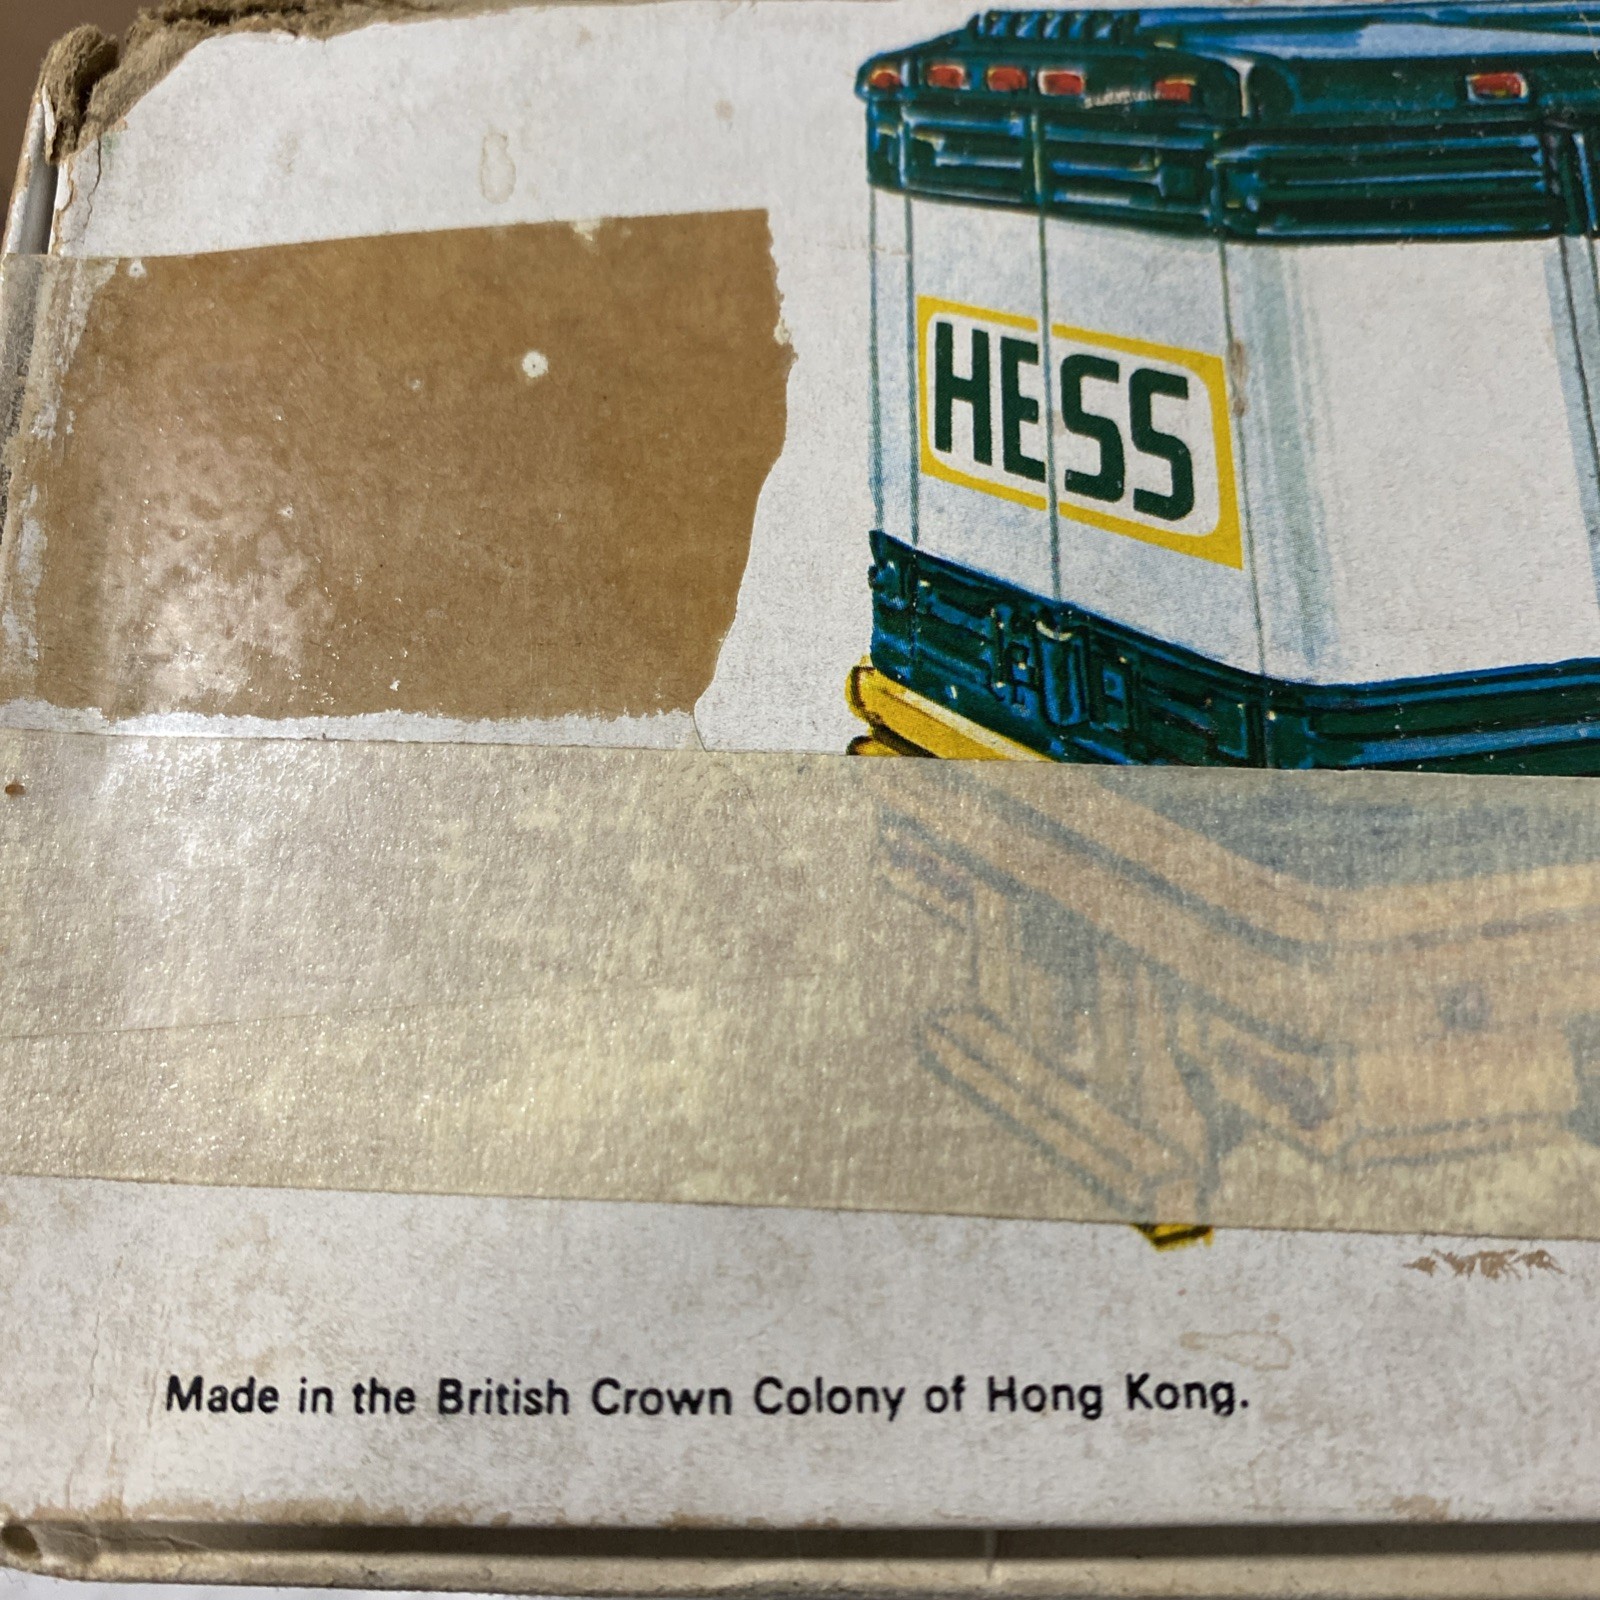 HESS
Made in the British Crown Colony of Hong Kong.